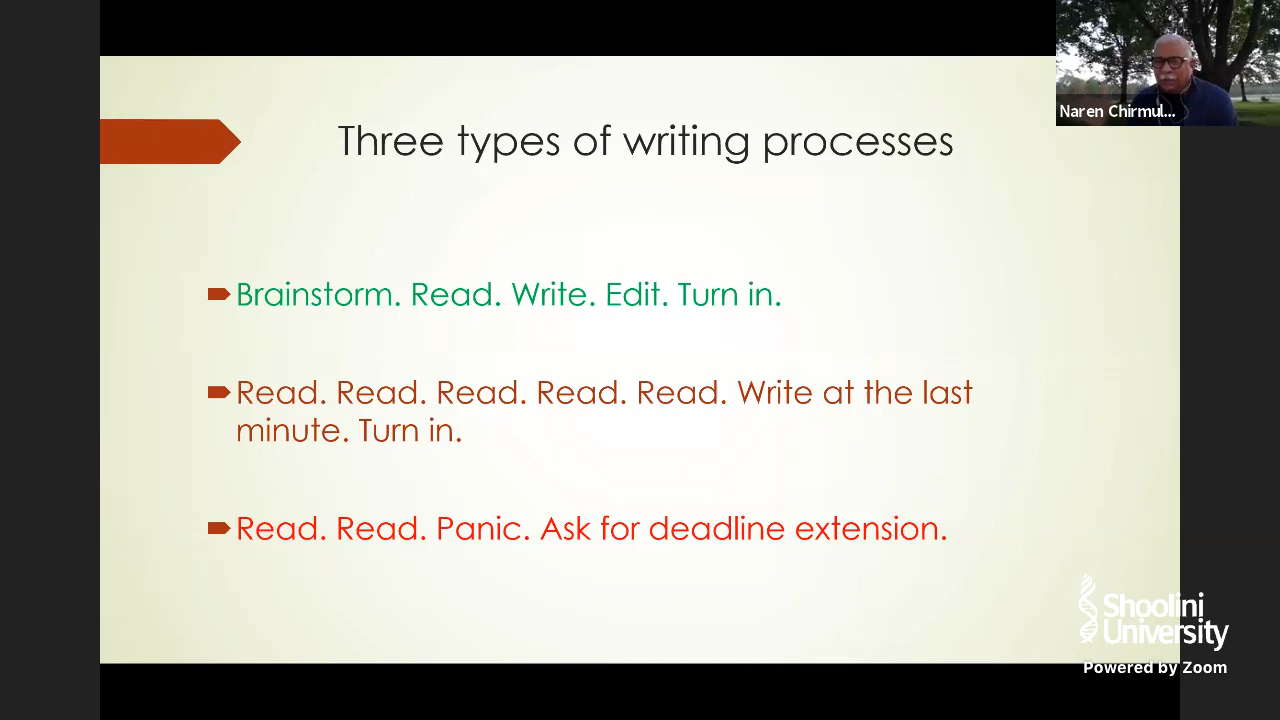 Three types of writing processes
Naren Chirmul...
Brainstorm. Read. Write. Edit. Turn in.
Read. Read. Read. Read. Read. Write at the last
minute. Turn in.
Read. Read. Panic. Ask for deadline extension.
Shoolini
University
Powered by Zoom